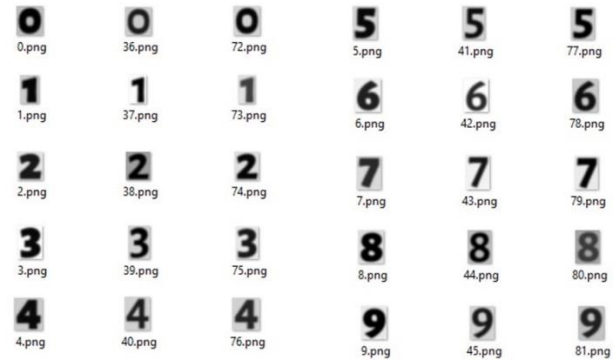 0 0 0 5 5 5
0.png 36.png 72.png 5.png 41.png 77.png
1 1 1 6 6 6
1.png 37.png 73.png 6.png 42.png 78.png
2 2 2 7 7 7
2.png 38.png 74.png 7.png 43.png 79.png
3 3 3 8 8 8
3.png 39.png 75.png 8.png 44.png 80.png
4 4 4 9 9 9
4.png 40.png 76.png 9.png 45.png 81.png